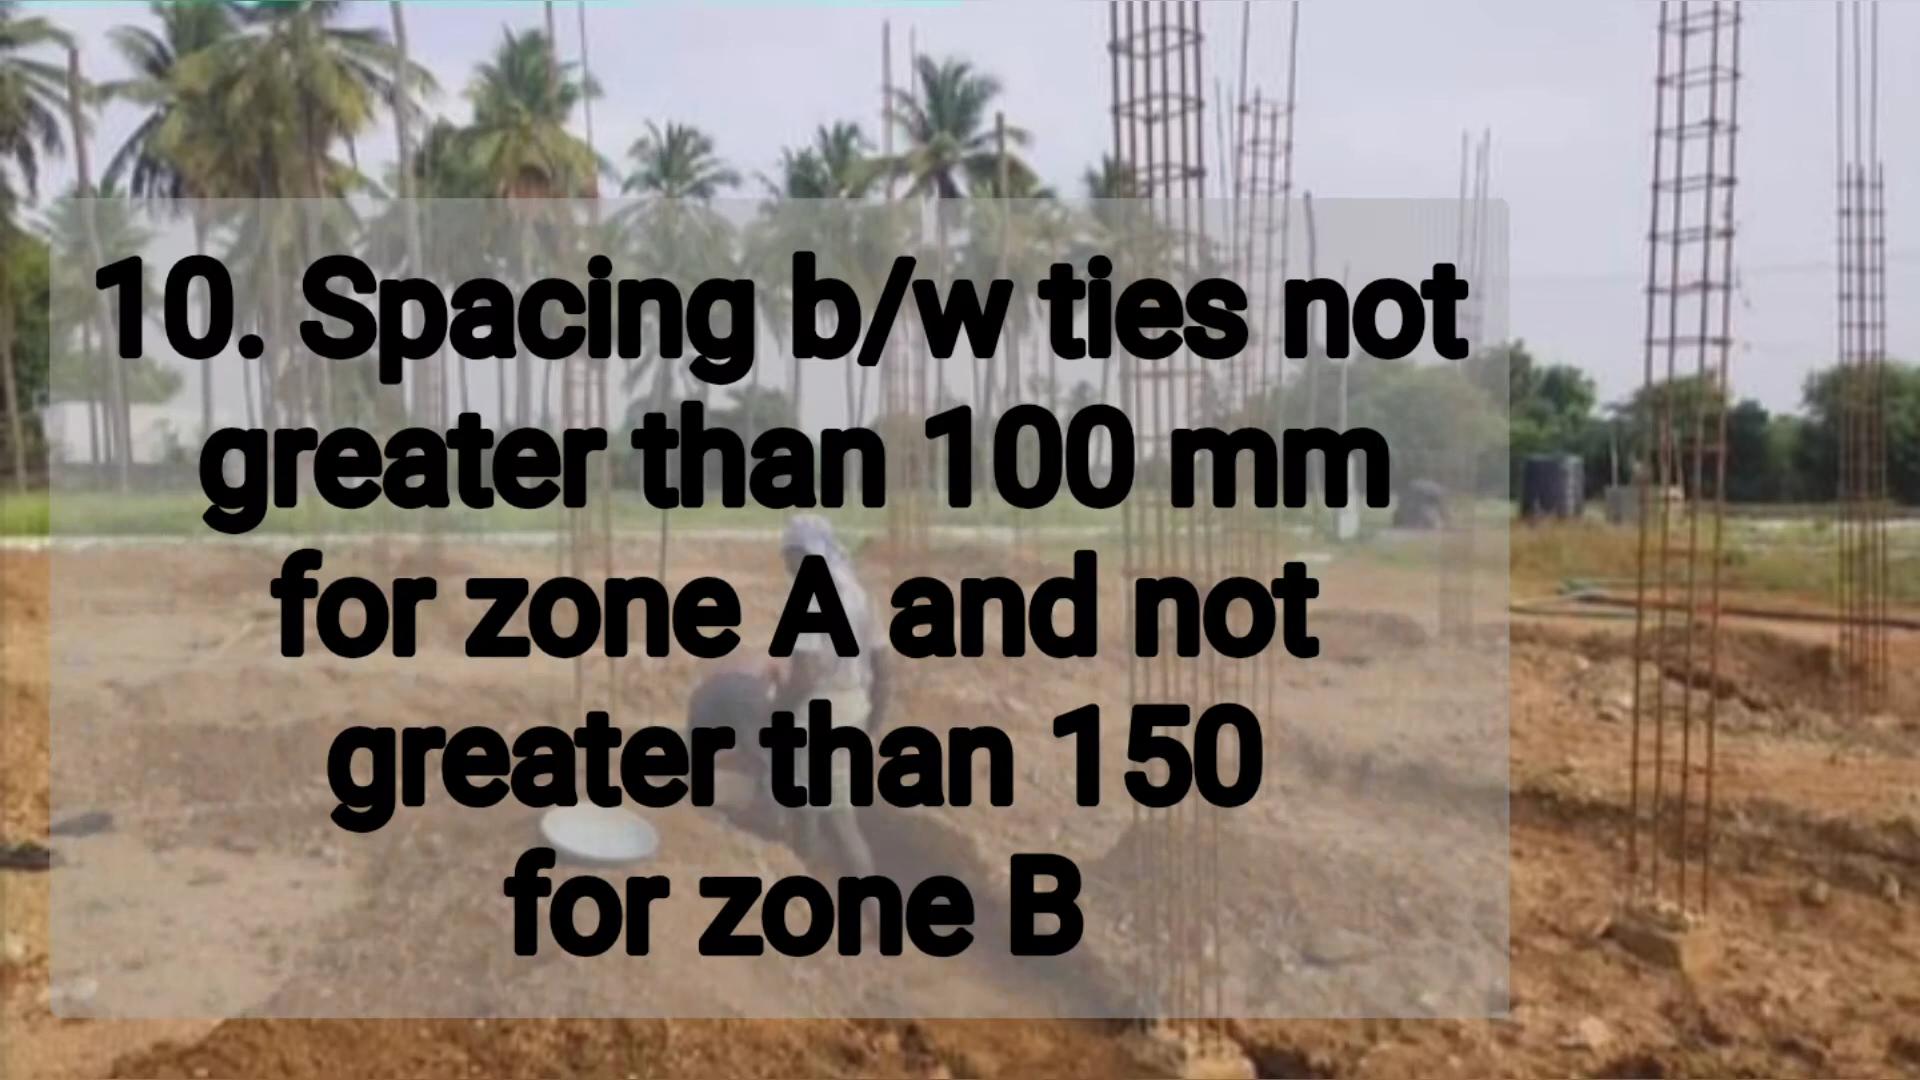 10. Spacing b/w ties not
greater than 100 mm
for zone A and not
greater than 150
for zone B